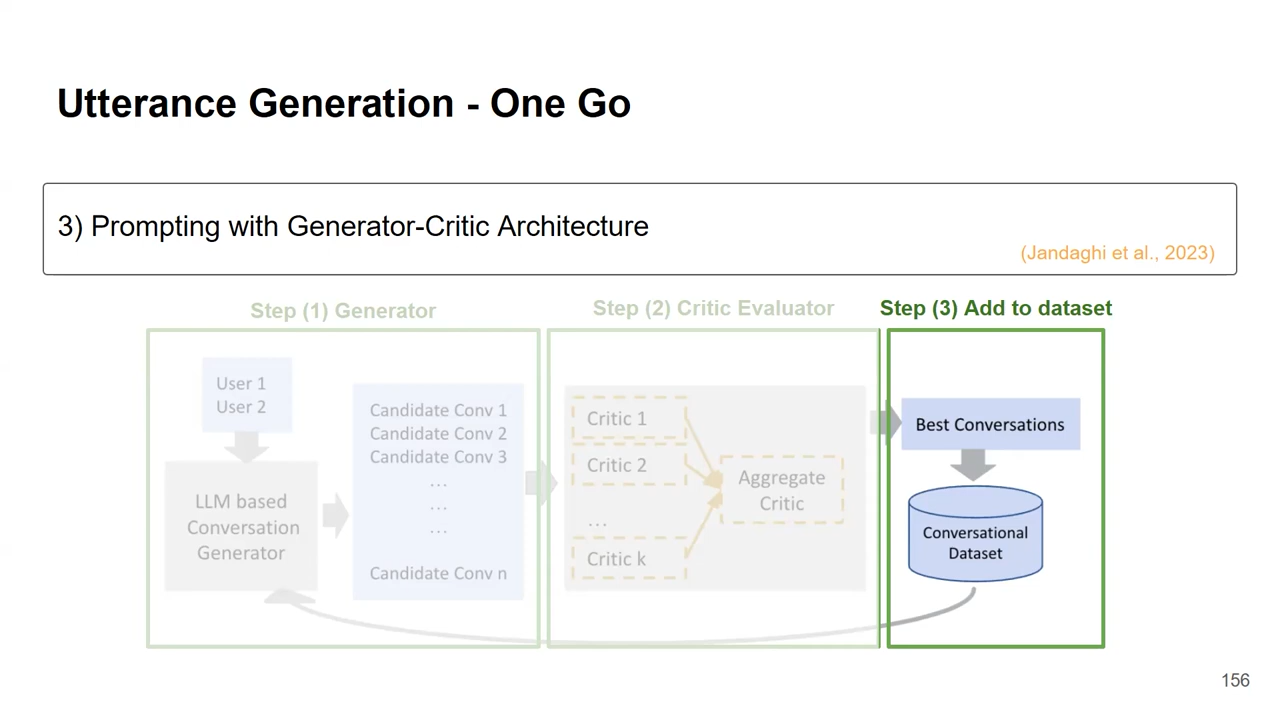 Utterance Generation - One Go
3) Prompting with Generator-Critic Architecture
(Jandaghi et al., 2023)
Step (1) Generator
User 1
User 2
LLM based
Conversation
Generator
Candidate Conv 1
Candidate Conv 2
Candidate Conv 3
...
...
...
Candidate Conv n
Step (2) Critic Evaluator
Critic 1
Critic 2
...
Critic k
Aggregate
Critic
Step (3) Add to dataset
Best Conversations
Conversational
Dataset
156